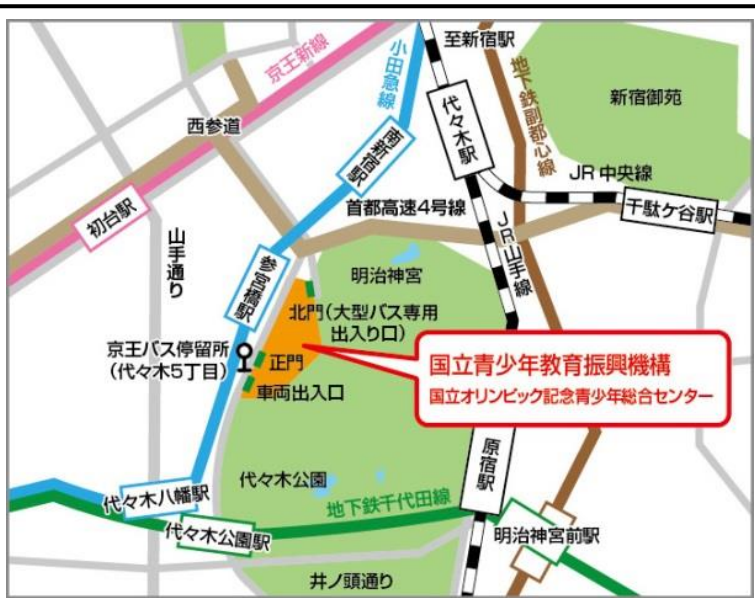 至新宿駅
京王新線
小田急線
地下鉄副都心線
新宿御苑
西参道
代々木駅
南新宿駅
JR中央線
千駄ケ谷駅
初台駅
首都高速4号線
山手通り
JR山手線
参宮橋駅
明治神宮
北門(大型バス専用
出入り口)
京王バス停留所
(代々木5丁目)
正門
車両出入口
国立青少年教育振興機構
国立オリンピック記念青少年総合センター
原宿駅
代々木公園
代々木八幡駅
地下鉄千代田線
代々木公園駅
明治神宮前駅
井ノ頭通り